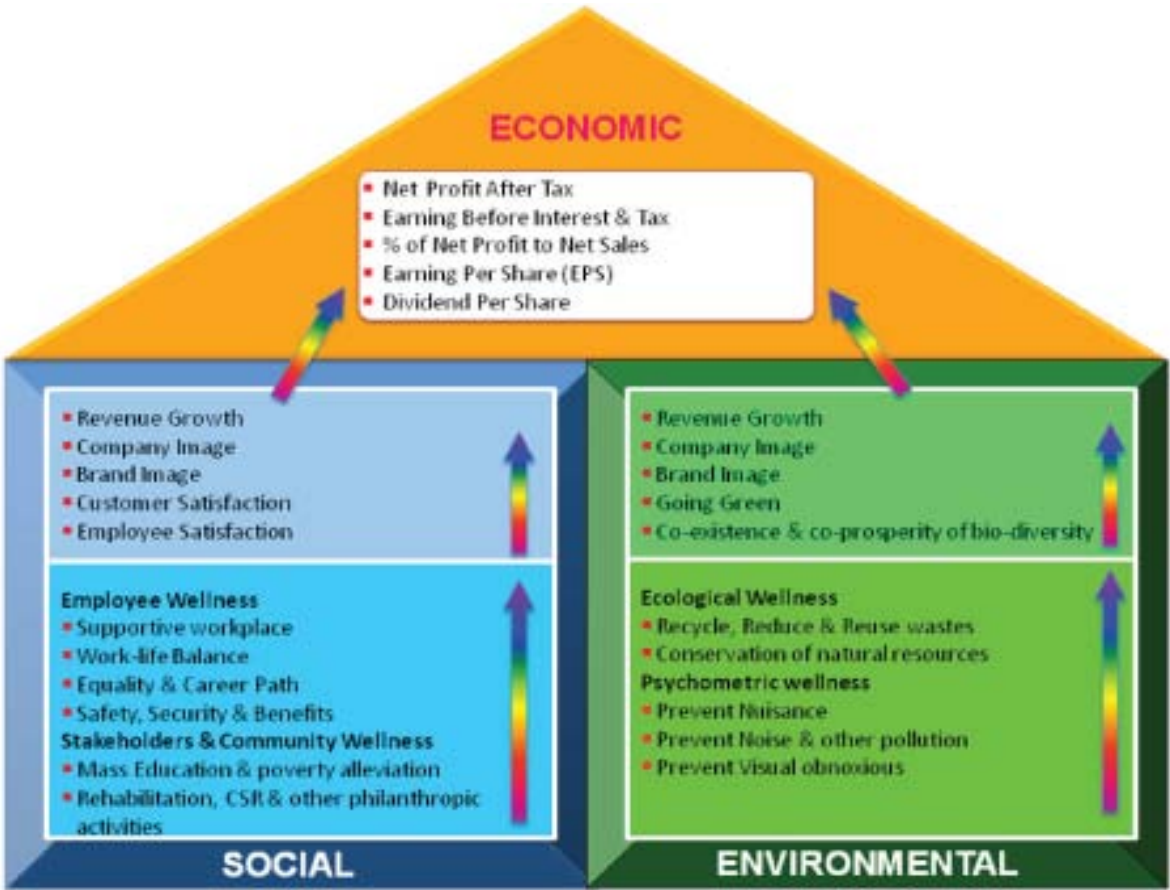 ECONOMIC
▪ Net Profit After Tax
▪ Earning Before Interest & Tax
▪ % of Net Profit to Net Sales
▪ Earning Per Share (EPS)
▪ Dividend Per Share
▪ Revenue Growth
▪ Company Image
▪ Brand Image
▪ Customer Satisfaction
▪ Employee Satisfaction
Employee Wellness
▪ Supportive workplace
▪ Work-life Balance
▪ Equality & Career Path
▪ Safety, Security & Benefits
Stakeholders & Community Wellness
▪ Mass Education & poverty alleviation
▪ Rehabilitation, CSR & other philanthropic
activities
SOCIAL
▪ Revenue Growth
▪ Company Image
▪ Brand Image
▪ Going Green
▪ Co-existence & co-prosperity of bio-diversity
Ecological Wellness
▪ Recycle, Reduce & Reuse wastes
▪ Conservation of natural resources
Psychometric wellness
▪ Prevent Nuisance
▪ Prevent Noise & other pollution
▪ Prevent Visual obnoxious
ENVIRONMENTAL